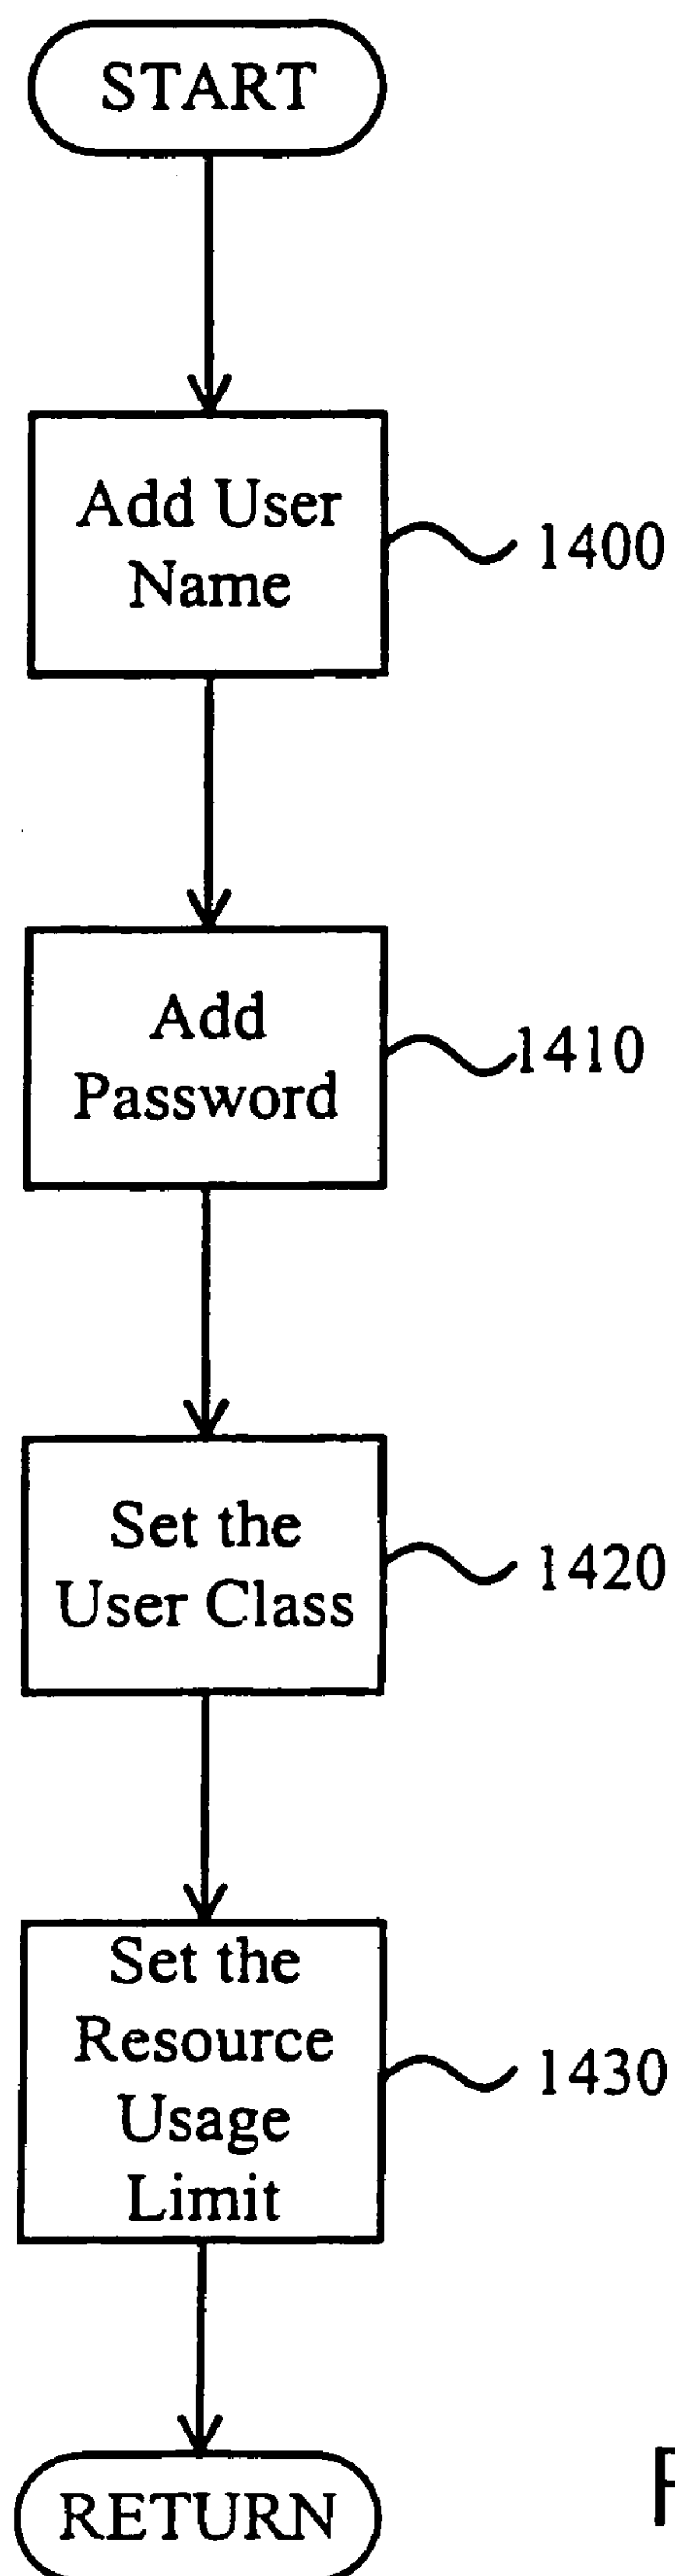 START
Add User
Name
1400
Add
Password
1410
Set the
User Class
1420
Set the
Resource
Usage
Limit
1430
RETURN